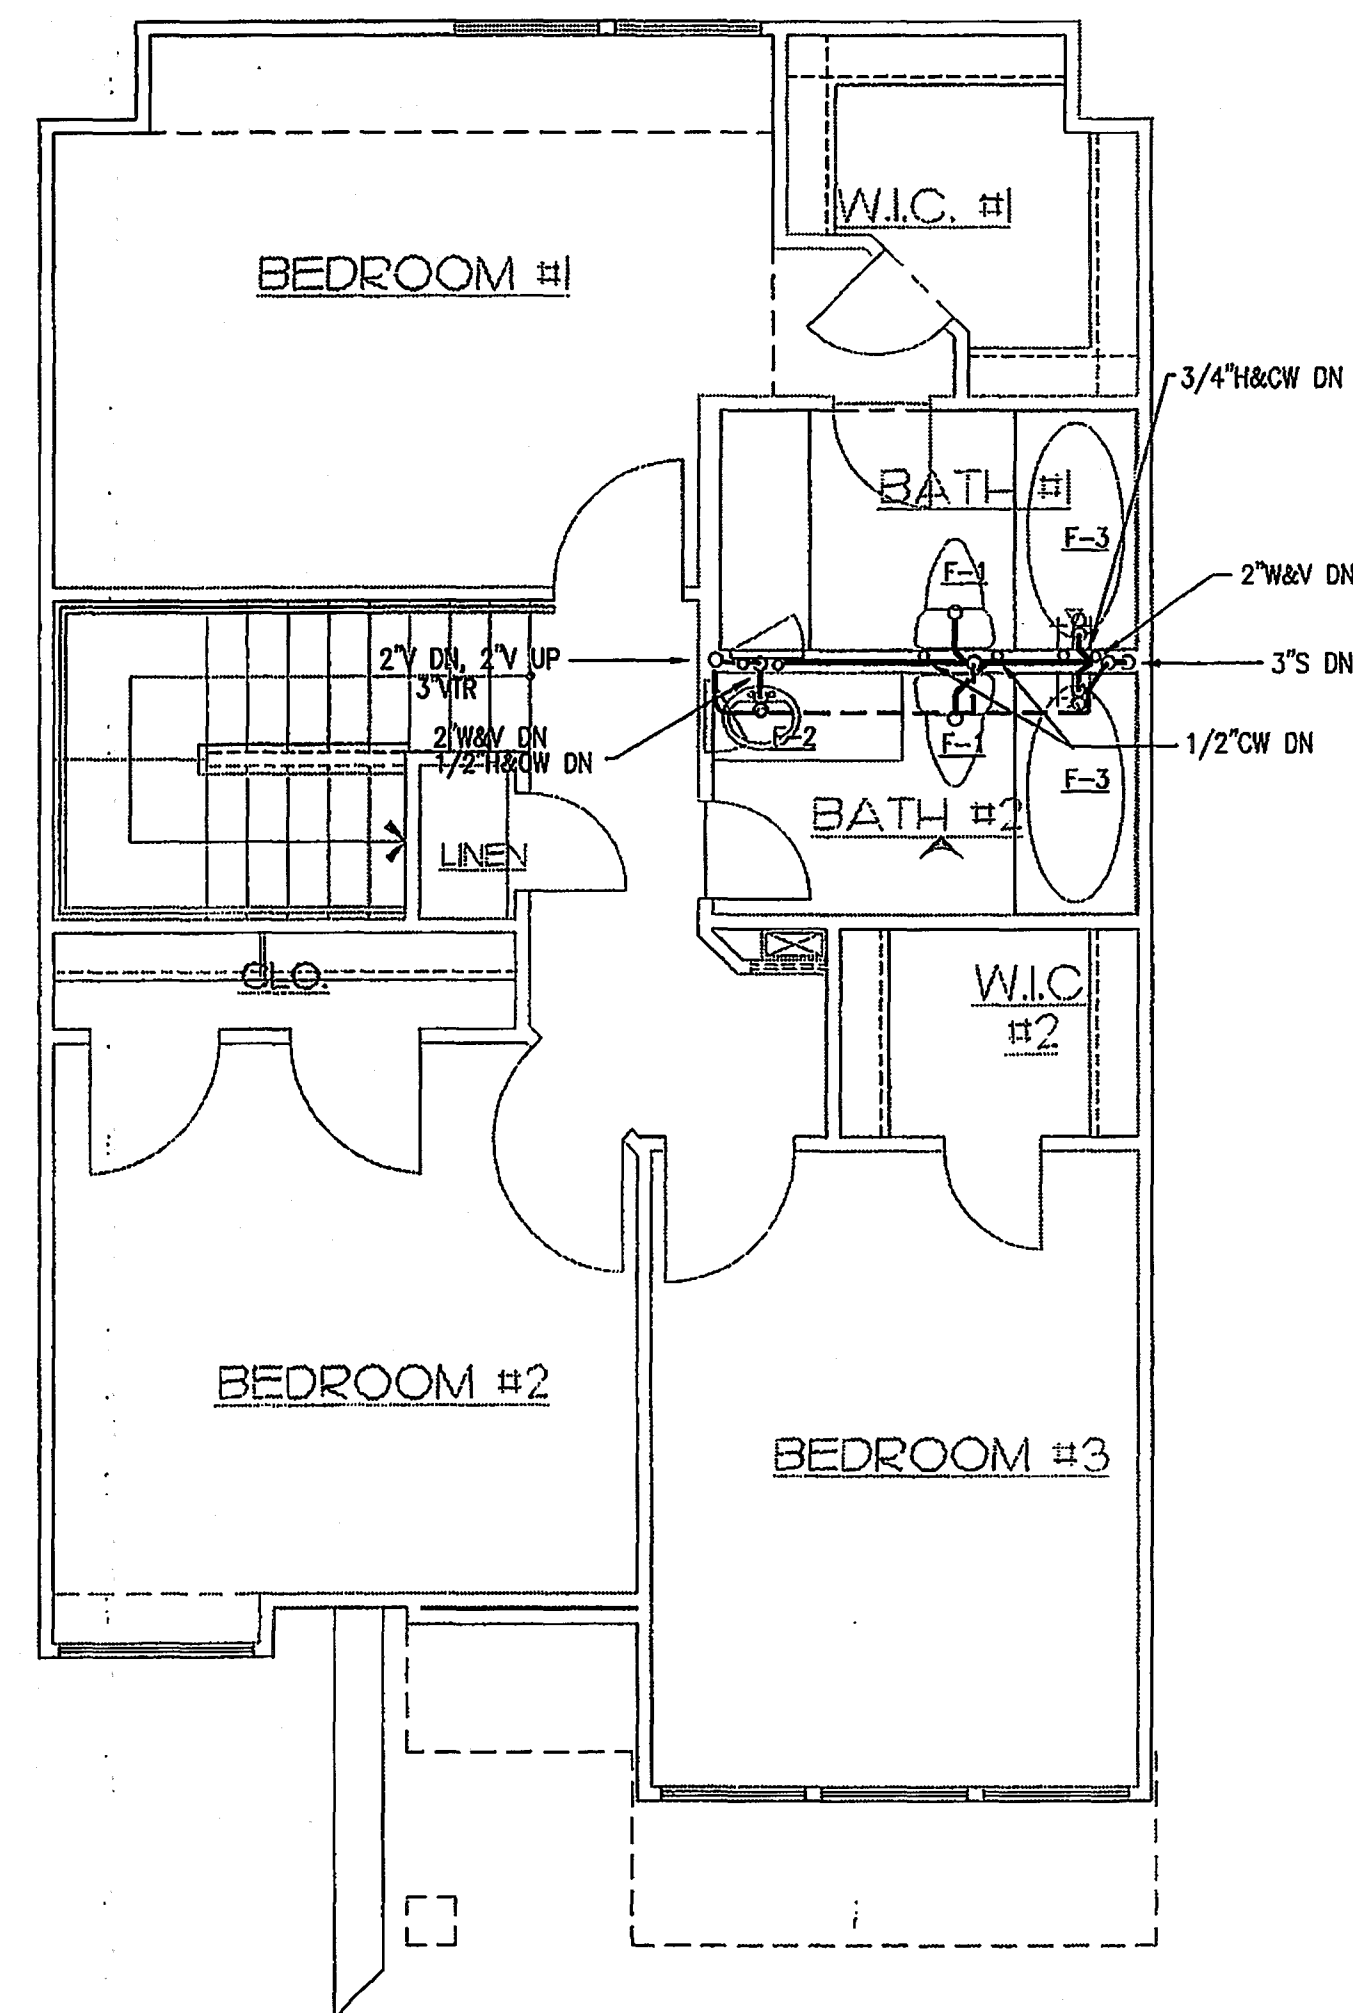 W.I.C. #1
BEDROOM #1
3/4"H&CW DN
BATH #1
F-3
F-1
2"W&V DN
2"V DN, 2"V UP
3"VTR
3"S DN
2"W&V DN
1/2"H&CW DN
F-2
F-1
1/2"CW DN
F-3
BATH #2
LINEN
CLO.
W.I.C
#2
BEDROOM #2
BEDROOM #3